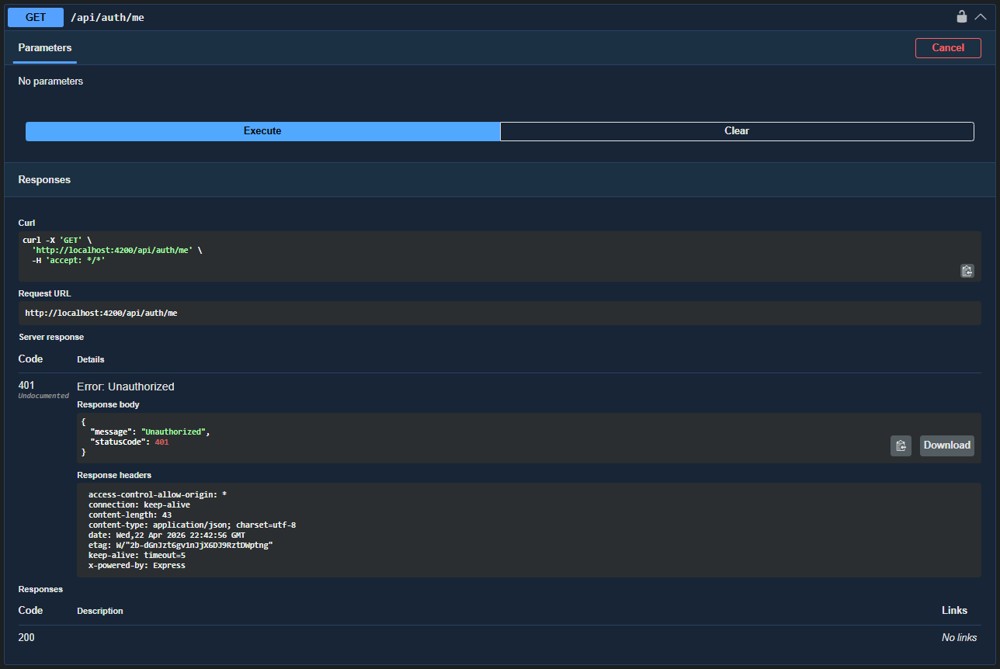 GET /api/auth/me
Parameters Cancel
No parameters
Execute Clear
Responses
Curl
curl -X 'GET' \
  'http://localhost:4200/api/auth/me' \
  -H 'accept: */*'
Request URL
http://localhost:4200/api/auth/me
Server response
Code Details
401 Error: Unauthorized
Undocumented
Response body
{
  "message": "Unauthorized",
  "statusCode": 401
}
Download
Response headers
access-control-allow-origin: *
connection: keep-alive
content-length: 43
content-type: application/json; charset=utf-8
date: Wed,22 Apr 2026 22:42:56 GMT
etag: W/"2b-dGnJzt6gv1nJjX6DJ9RztDWptng"
keep-alive: timeout=5
x-powered-by: Express
Responses
Code Description Links
200 No links